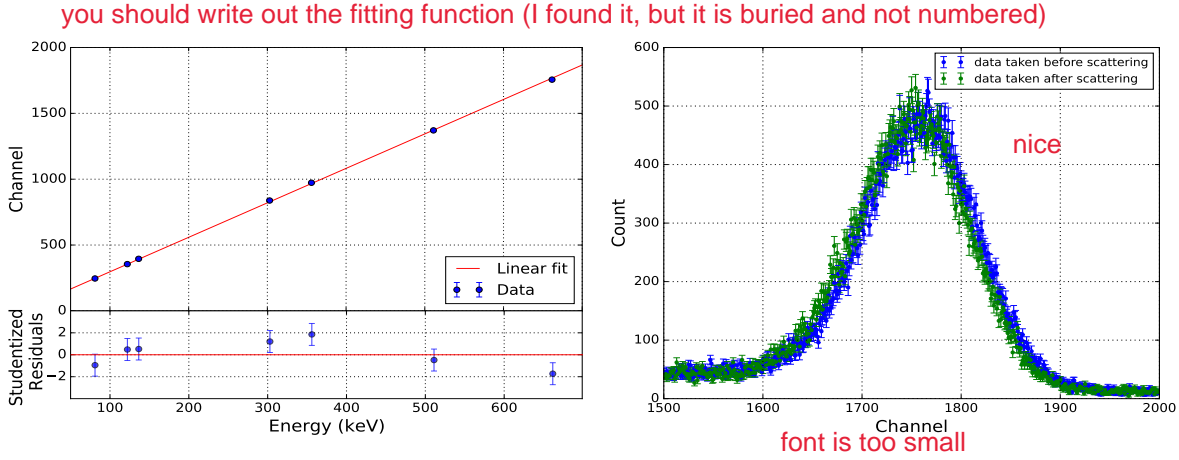 you should write out the fitting function (I found it, but it is buried and not numbered)
2000
1500
1000
500
0
Channel
Linear fit
Data
2
0
−2
Studentized
Residuals
100
200
300
400
500
600
Energy (keV)
600
500
400
300
200
100
0
Count
data taken before scattering
data taken after scattering
nice
1500
1600
1700
1800
1900
2000
Channel
font is too small